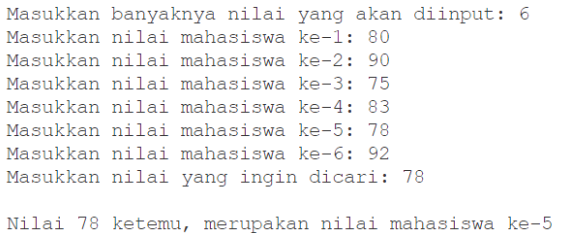 Masukkan banyaknya nilai yang akan diinput: 6
Masukkan nilai mahasiswa ke-1: 80
Masukkan nilai mahasiswa ke-2: 90
Masukkan nilai mahasiswa ke-3: 75
Masukkan nilai mahasiswa ke-4: 83
Masukkan nilai mahasiswa ke-5: 78
Masukkan nilai mahasiswa ke-6: 92
Masukkan nilai yang ingin dicari: 78
Nilai 78 ketemu, merupakan nilai mahasiswa ke-5